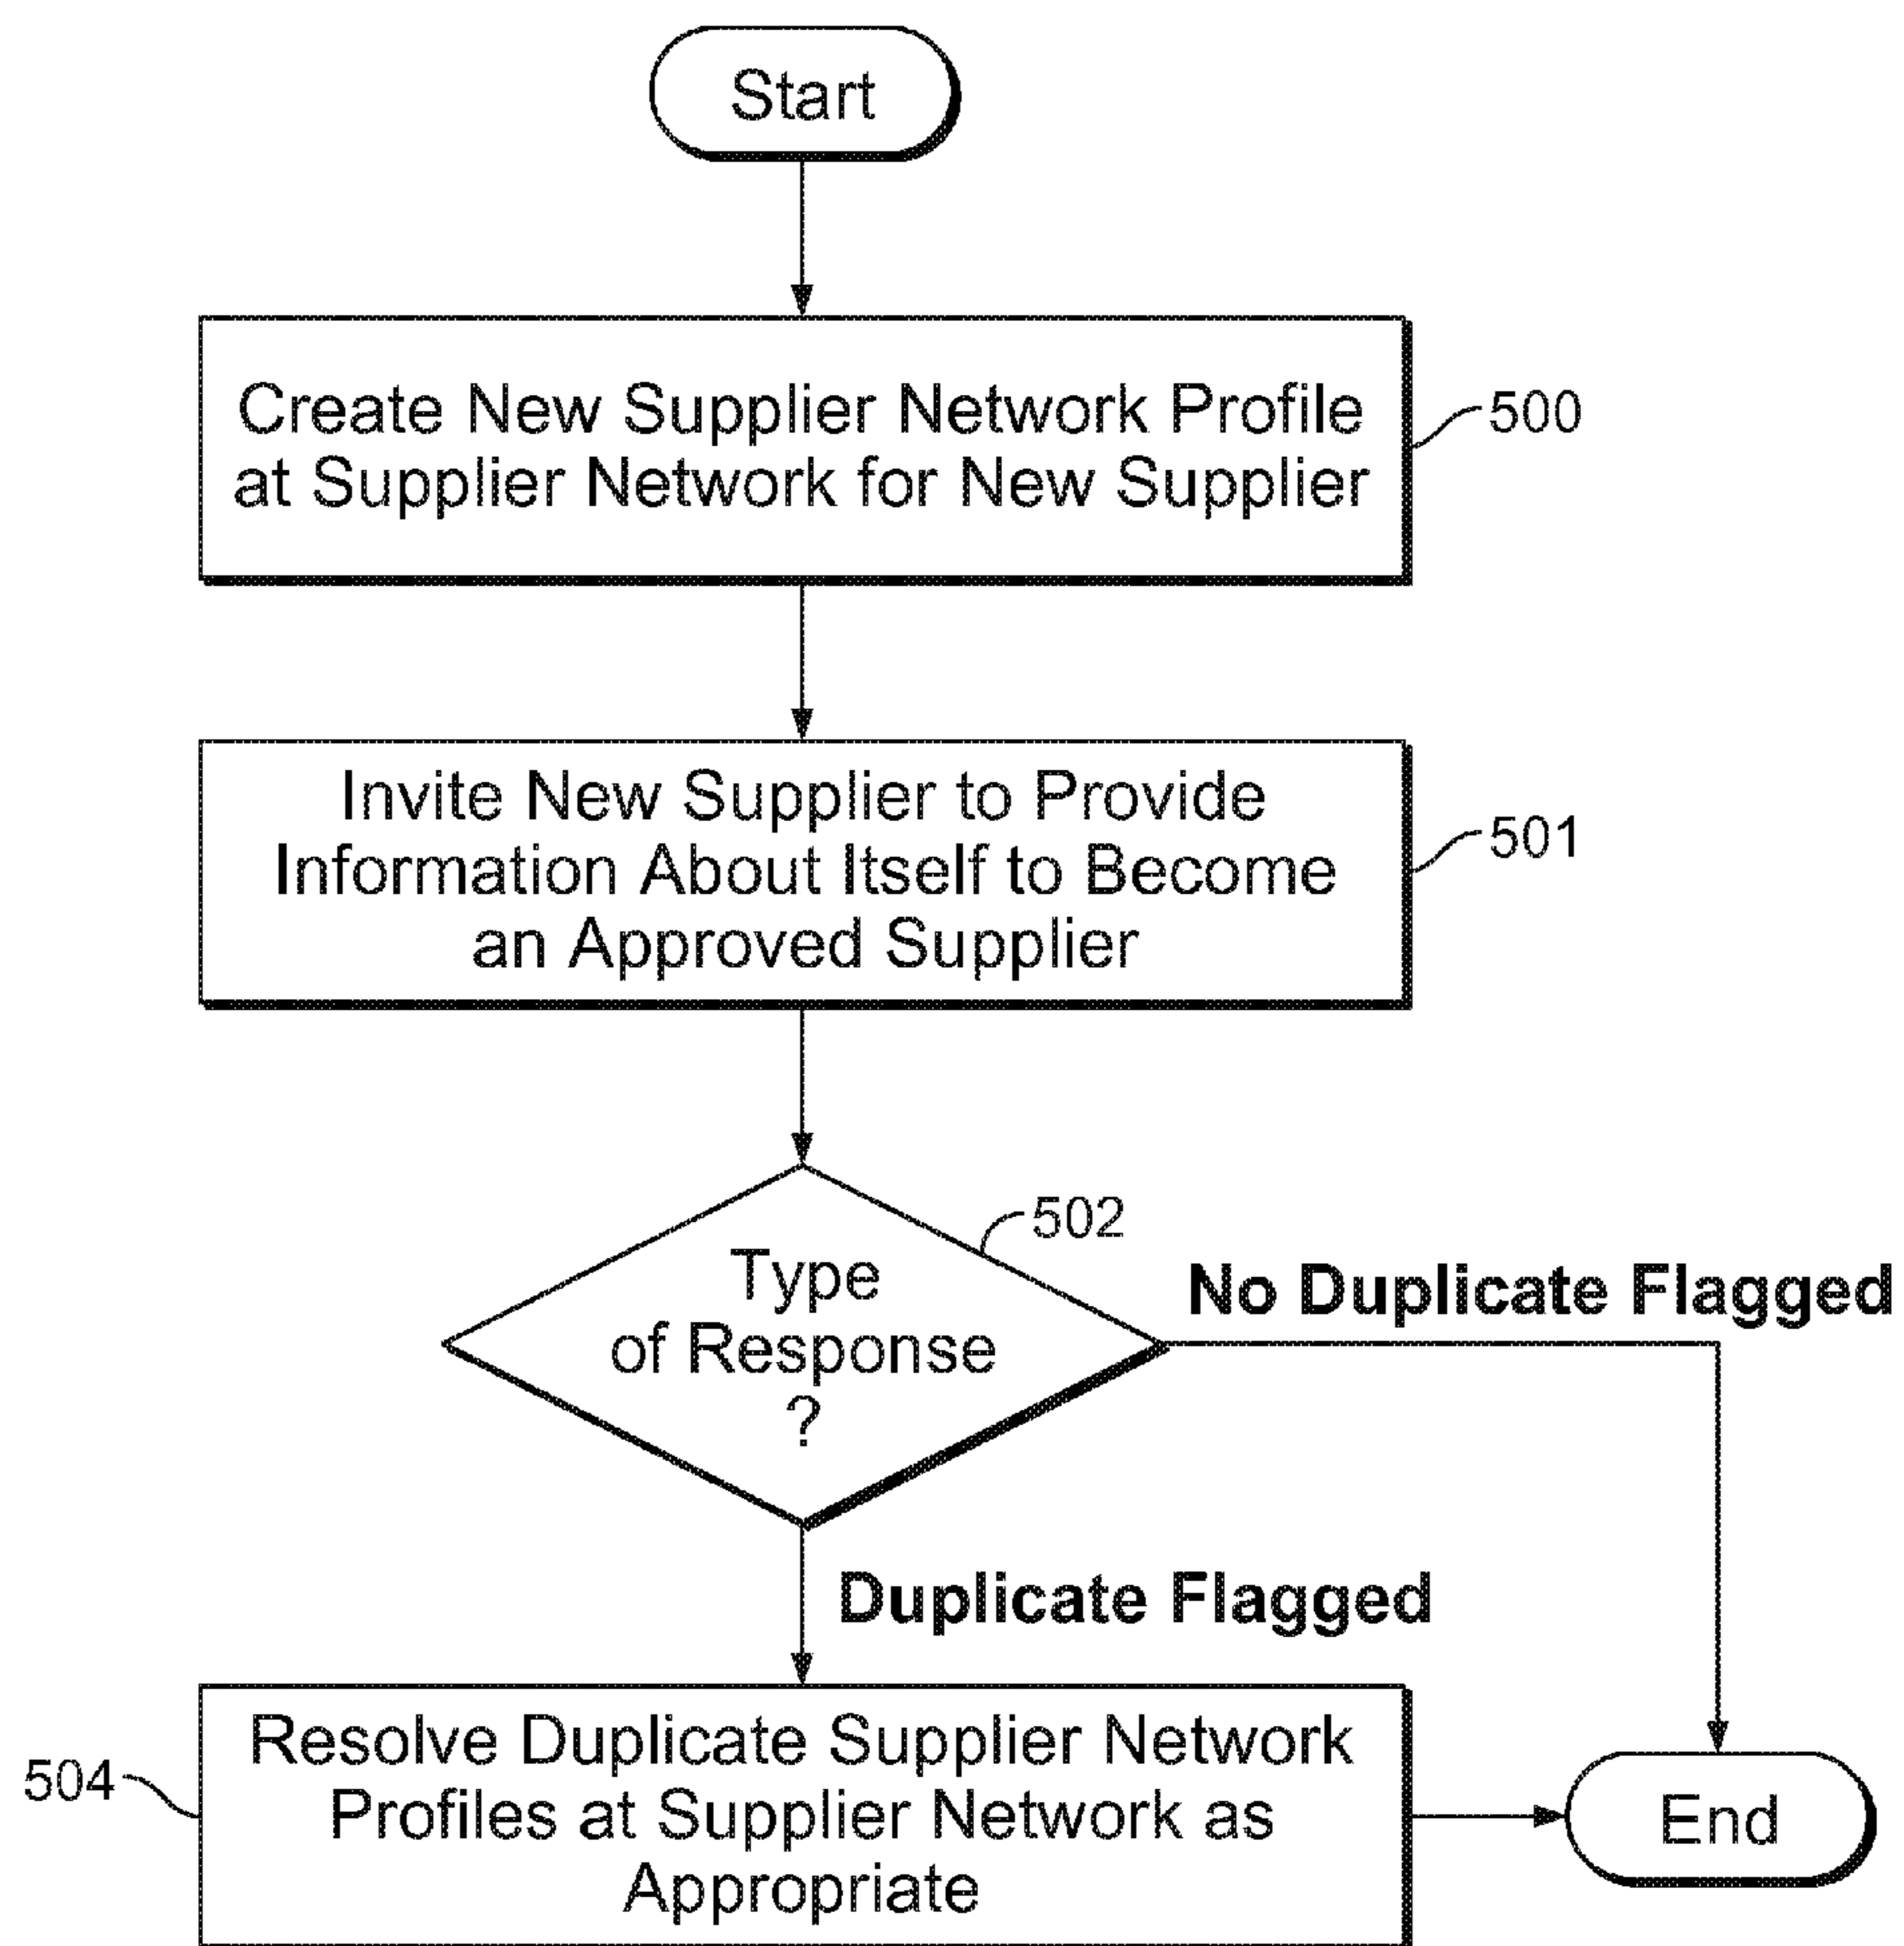 Start
Create New Supplier Network Profile
at Supplier Network for New Supplier
500
Invite New Supplier to Provide
Information About Itself to Become
an Approved Supplier
501
502
Type
of Response
?
No Duplicate Flagged
Duplicate Flagged
504
Resolve Duplicate Supplier Network
Profiles at Supplier Network as
Appropriate
End